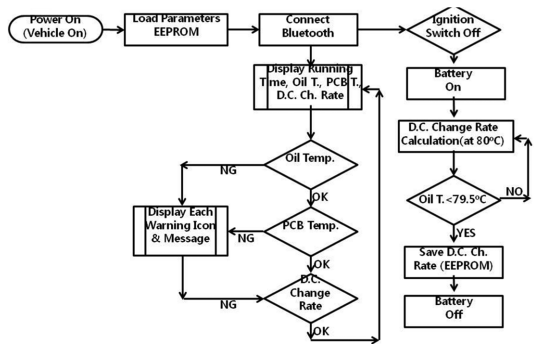 Power On
(Vehicle On)
Load Parameters
EEPROM
Connect
Bluetooth
Ignition
Switch Off
Display Running
Time, Oil T., PCB T.,
D.C. Ch. Rate
Battery
On
D.C. Change Rate
Calculation(at 80ºC)
Oil Temp.
NG
OK
Oil T.<79.5ºC
NO
YES
Display Each
Warning Icon
& Message
NG
PCB Temp.
OK
Save D.C. Ch.
Rate (EEPROM)
D.C.
Change
Rate
NG
OK
Battery
Off